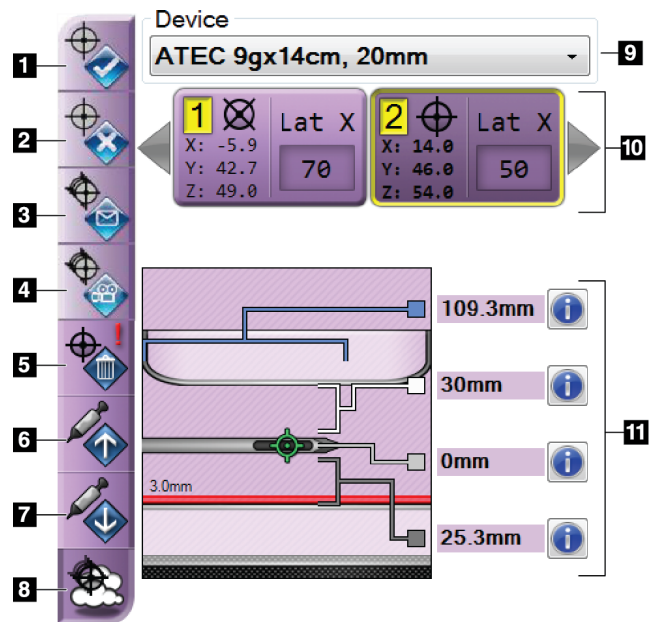 Device
1
ATEC 9gx14cm, 20mm
9
2
1
Lat X
X: -5.9
Y: 42.7
Z: 49.0
70
2
Lat X
X: 14.0
Y: 46.0
Z: 54.0
50
10
3
4
109.3mm
i
5
!
30mm
i
6
0mm
i
11
7
3.0mm
25.3mm
i
8